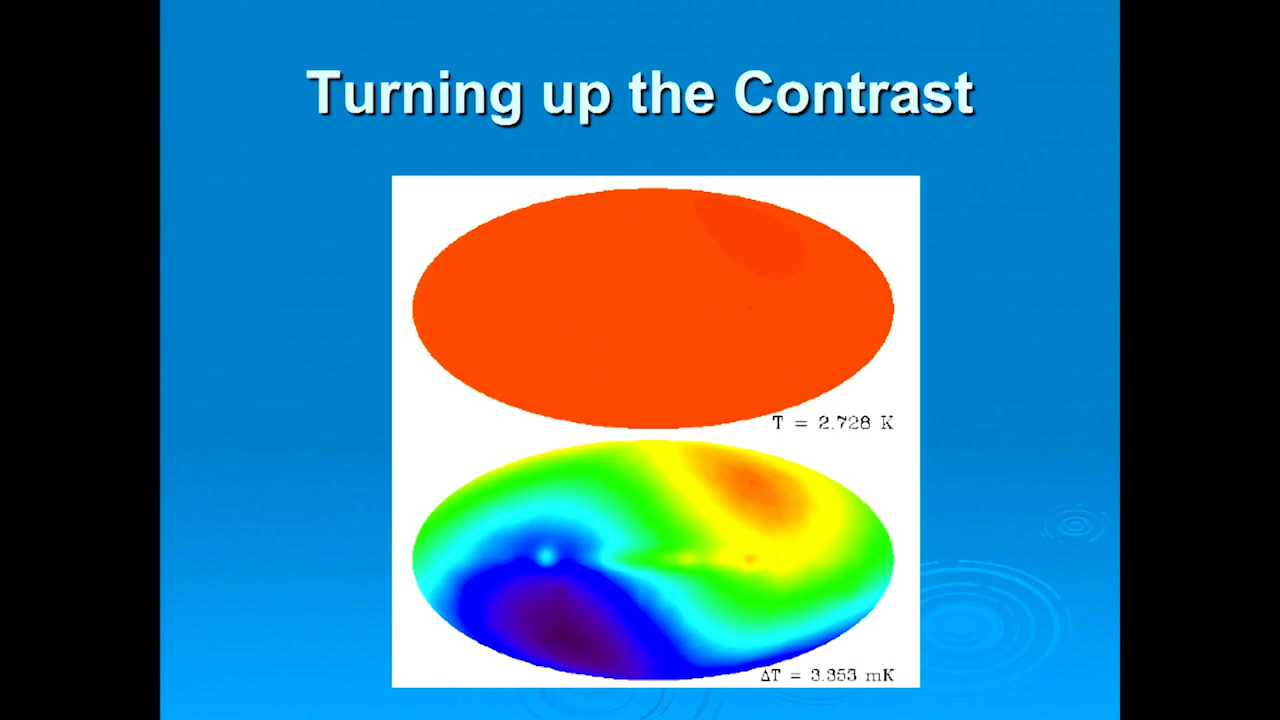 Turning up the Contrast
T = 2.728 K
ΔT = 3.353 mK